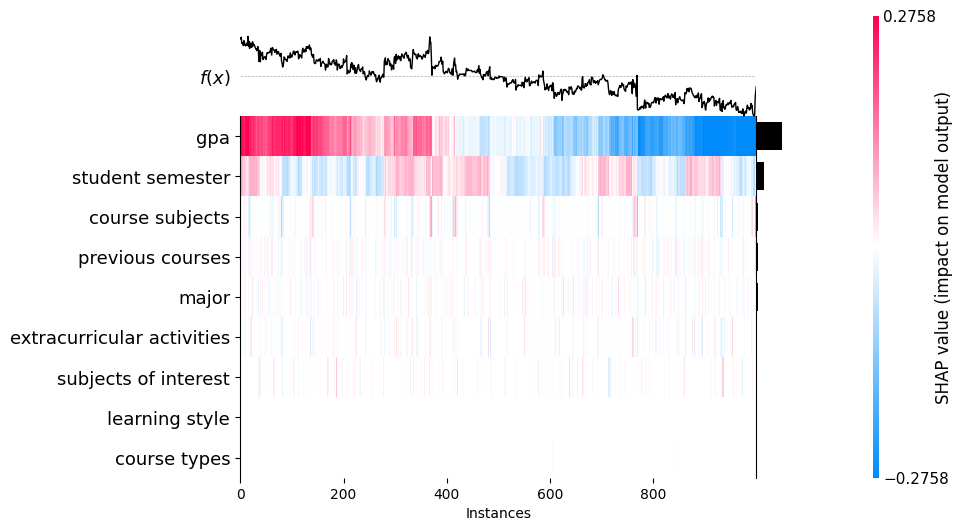 0.2758
f(x)
gpa
student semester
course subjects
previous courses
major
extracurricular activities
subjects of interest
learning style
course types
0 200 400 600 800
Instances
SHAP value (impact on model output)
−0.2758